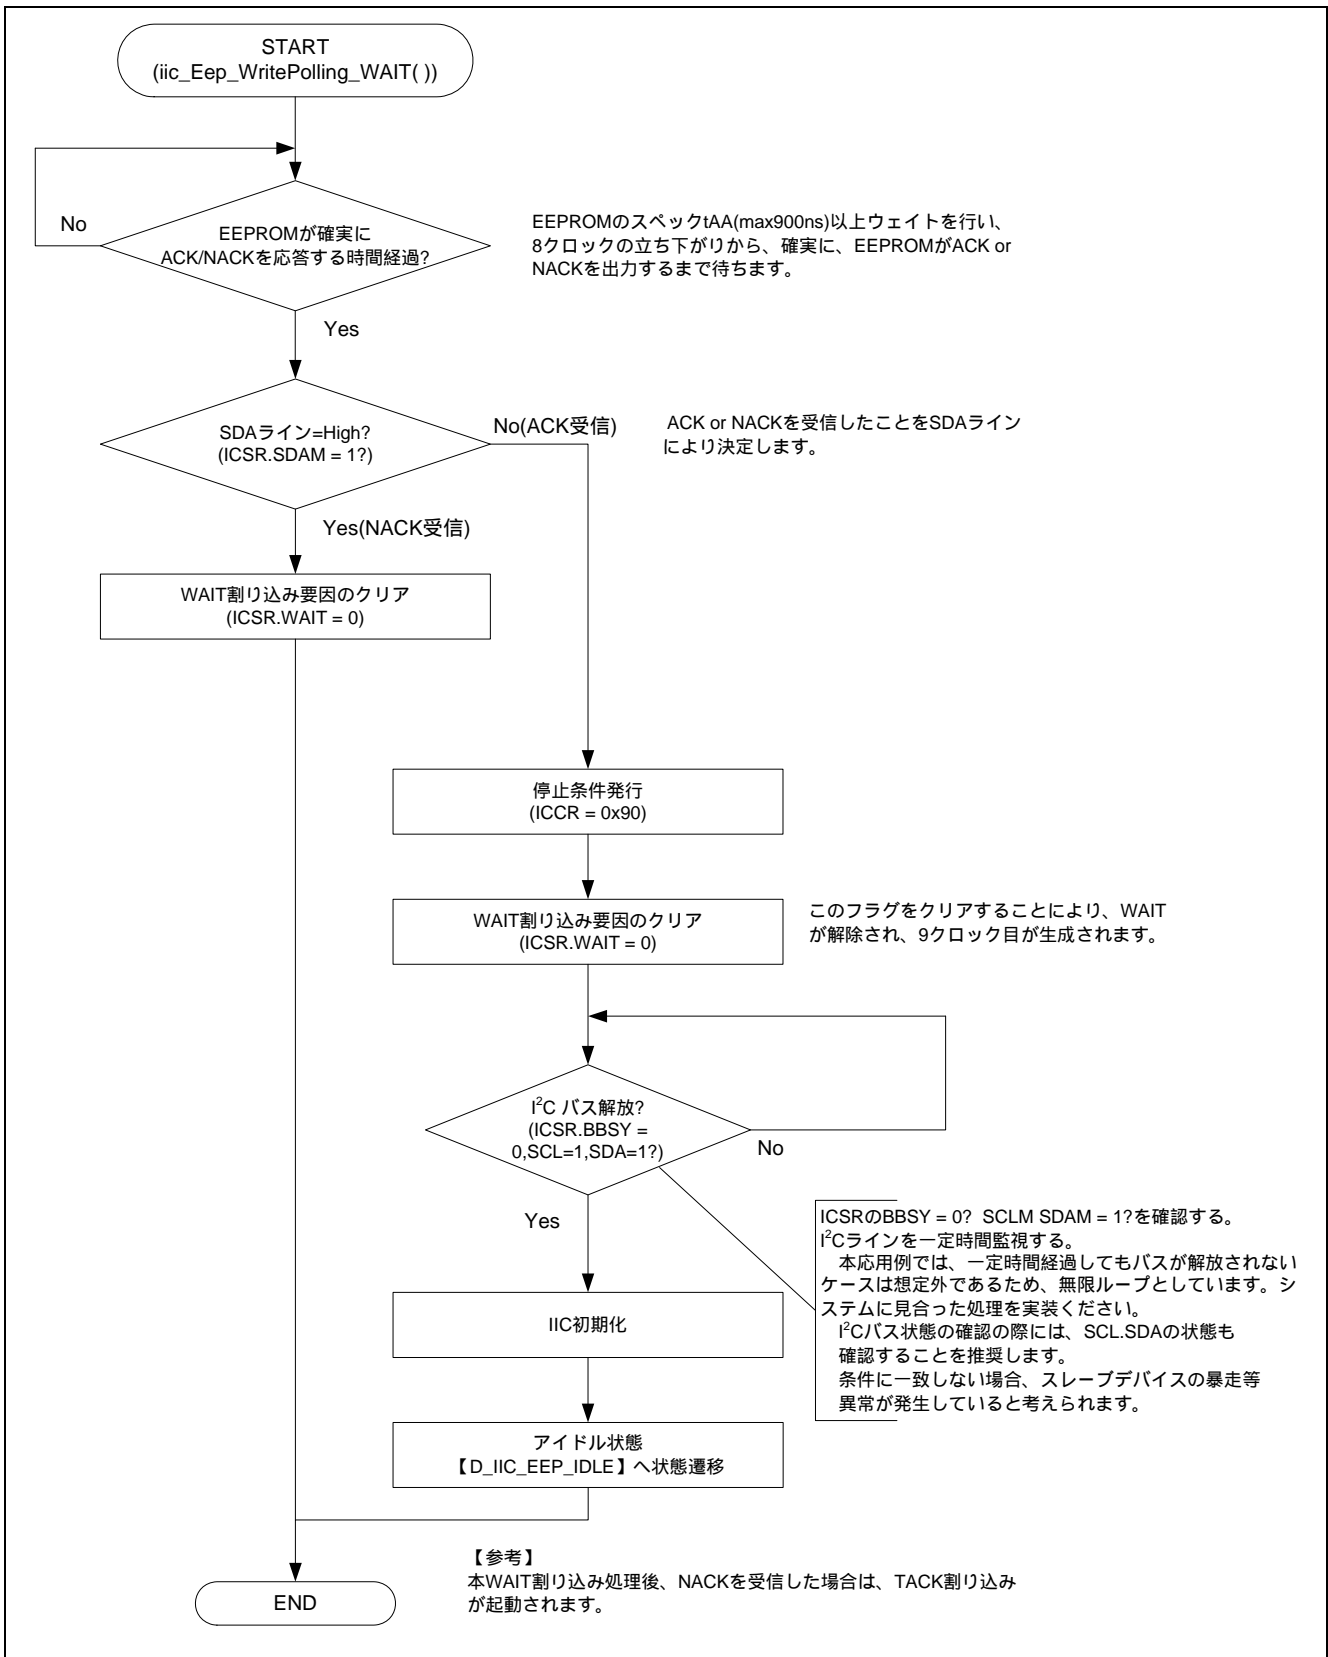 START
(iic_Eep_WritePolling_WAIT( ))
No
EEPROMが確実に
ACK/NACKを応答する時間経過?
EEPROMのスペックtAA(max900ns)以上ウェイトを行い、
8クロックの立ち下がりから、確実に、EEPROMがACK or
NACKを出力するまで待ちます。
Yes
SDAライン=High?
(ICSR.SDAM = 1?)
No(ACK受信)
ACK or NACKを受信したことをSDAライン
により決定します。
Yes(NACK受信)
WAIT割り込み要因のクリア
(ICSR.WAIT = 0)
停止条件発行
(ICCR = 0x90)
WAIT割り込み要因のクリア
(ICSR.WAIT = 0)
このフラグをクリアすることにより、WAIT
が解除され、9クロック目が生成されます。
I²C バス解放?
(ICSR.BBSY =
0,SCL=1,SDA=1?)
No
Yes
ICSRのBBSY = 0? SCLM SDAM = 1?を確認する。
I²Cラインを一定時間監視する。
本応用例では、一定時間経過してもバスが解放されない
ケースは想定外であるため、無限ループとしています。シ
ステムに見合った処理を実装ください。
I²Cバス状態の確認の際には、SCL.SDAの状態も
確認することを推奨します。
条件に一致しない場合、スレーブデバイスの暴走等
異常が発生していると考えられます。
IIC初期化
アイドル状態
【D_IIC_EEP_IDLE】へ状態遷移
【参考】
本WAIT割り込み処理後、NACKを受信した場合は、TACK割り込み
が起動されます。
END